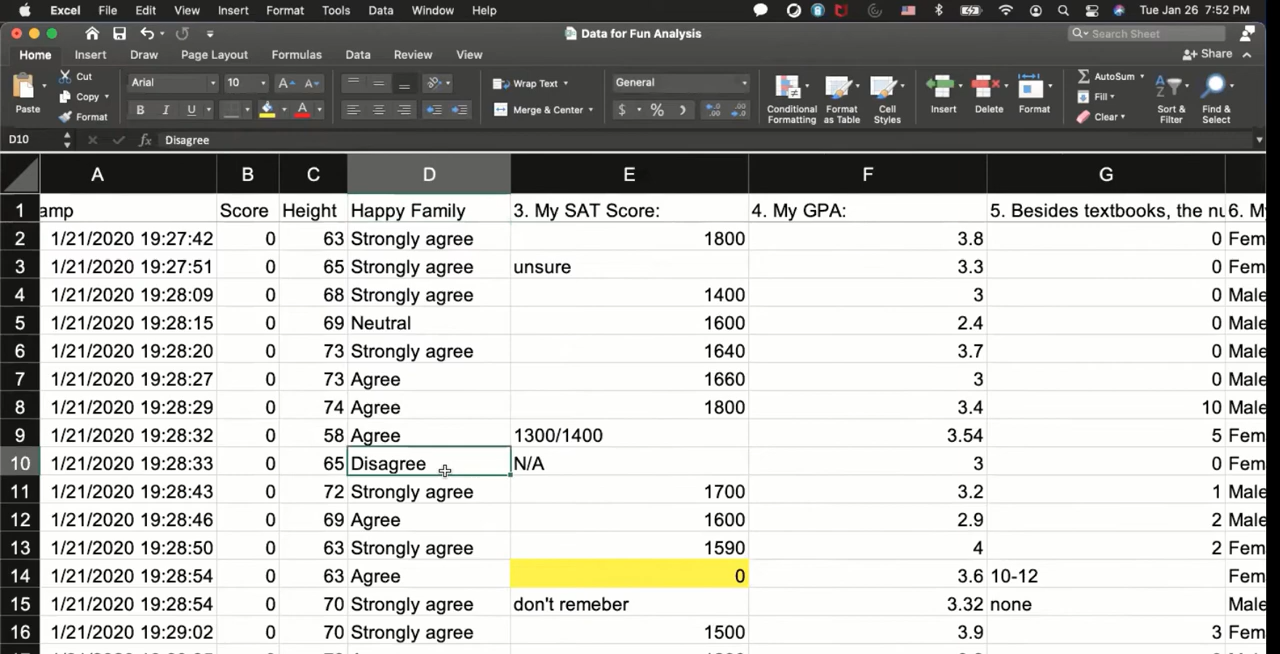 Excel File Edit View Insert Format Tools Data Window Help Tue Jan 26 7:52 PM
Data for Fun Analysis Search Sheet
Home Insert Draw Page Layout Formulas Data Review View Share
Paste Cut Copy Format Arial 10 B I U Wrap Text Merge & Center General $ % Conditional Formatting Format as Table Cell Styles Insert Delete Format AutoSum Fill Clear Sort & Filter Find & Select
D10 fx Disagree
A B C D E F G
1 amp Score Height Happy Family 3. My SAT Score: 4. My GPA: 5. Besides textbooks, the nu 6. M
2 1/21/2020 19:27:42 0 63 Strongly agree 1800 3.8 0 Fem
3 1/21/2020 19:27:51 0 65 Strongly agree unsure 3.3 0 Fem
4 1/21/2020 19:28:09 0 68 Strongly agree 1400 3 0 Male
5 1/21/2020 19:28:15 0 69 Neutral 1600 2.4 0 Male
6 1/21/2020 19:28:20 0 73 Strongly agree 1640 3.7 0 Male
7 1/21/2020 19:28:27 0 73 Agree 1660 3 0 Male
8 1/21/2020 19:28:29 0 74 Agree 1800 3.4 10 Male
9 1/21/2020 19:28:32 0 58 Agree 1300/1400 3.54 5 Fem
10 1/21/2020 19:28:33 0 65 Disagree N/A 3 0 Male
11 1/21/2020 19:28:43 0 72 Strongly agree 1700 3.2 1 Male
12 1/21/2020 19:28:46 0 69 Agree 1600 2.9 2 Male
13 1/21/2020 19:28:50 0 63 Strongly agree 1590 4 2 Fem
14 1/21/2020 19:28:54 0 63 Agree 0 3.6 10-12 Fem
15 1/21/2020 19:28:54 0 70 Strongly agree don't remeber 3.32 none Male
16 1/21/2020 19:29:02 0 70 Strongly agree 1500 3.9 3 Male